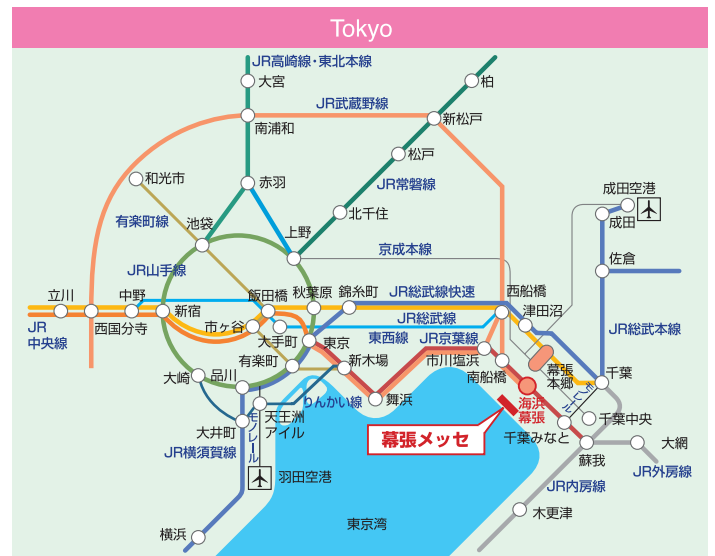 Tokyo
JR高崎線・東北本線
大宮
柏
JR武蔵野線
新松戸
南浦和
松戸
和光市
赤羽
JR常磐線
成田空港
有楽町線
池袋
北千住
成田
上野
京成本線
佐倉
JR山手線
立川
中野
新宿
飯田橋
秋葉原
錦糸町
JR総武線快速
西船橋
津田沼
JR
中央線
西国分寺
市ヶ谷
大手町
JR総武線
東西線
JR総武本線
東京
JR京葉線
有楽町
新木場
市川塩浜
南船橋
幕張
本郷
千葉
大崎
品川
りんかい線
舞浜
海浜
幕張
モノレール
千葉中央
天王洲
アイル
大井町
モノレール
幕張メッセ
千葉みなと
JR横須賀線
蘇我
大網
羽田空港
JR内房線
JR外房線
木更津
東京湾
横浜